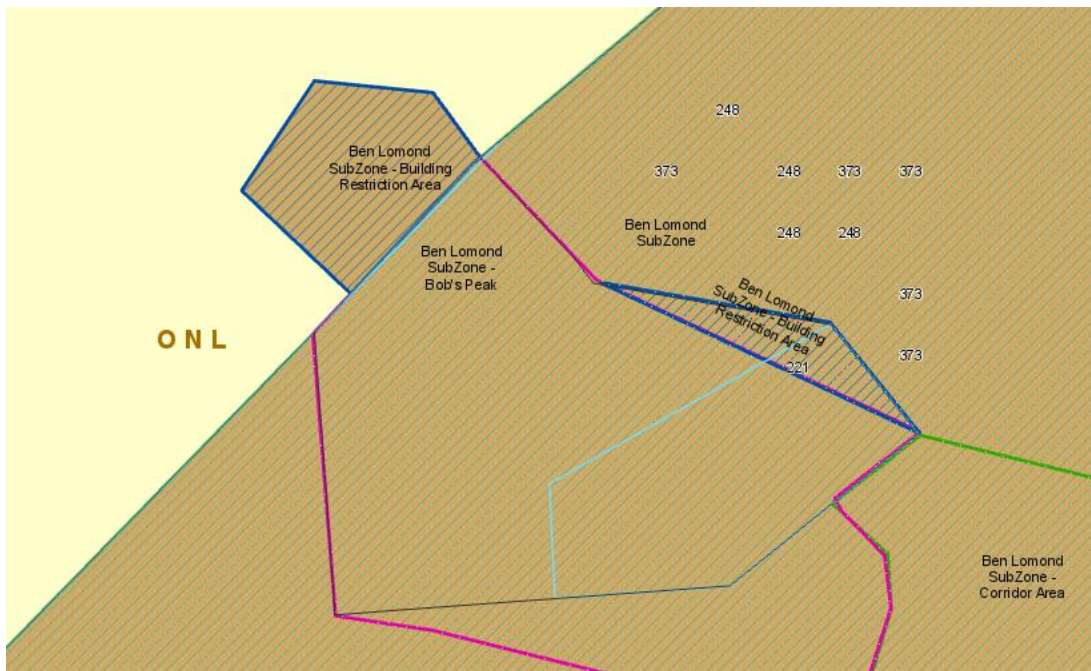 248
Ben Lomond
SubZone - Building
Restriction Area
373
248
373
373
Ben Lomond
SubZone
248
248
Ben Lomond
SubZone -
Bob's Peak
Ben Lomond
SubZone - Building
Restriction Area
373
O N L
373
221
Ben Lomond
SubZone -
Corridor Area